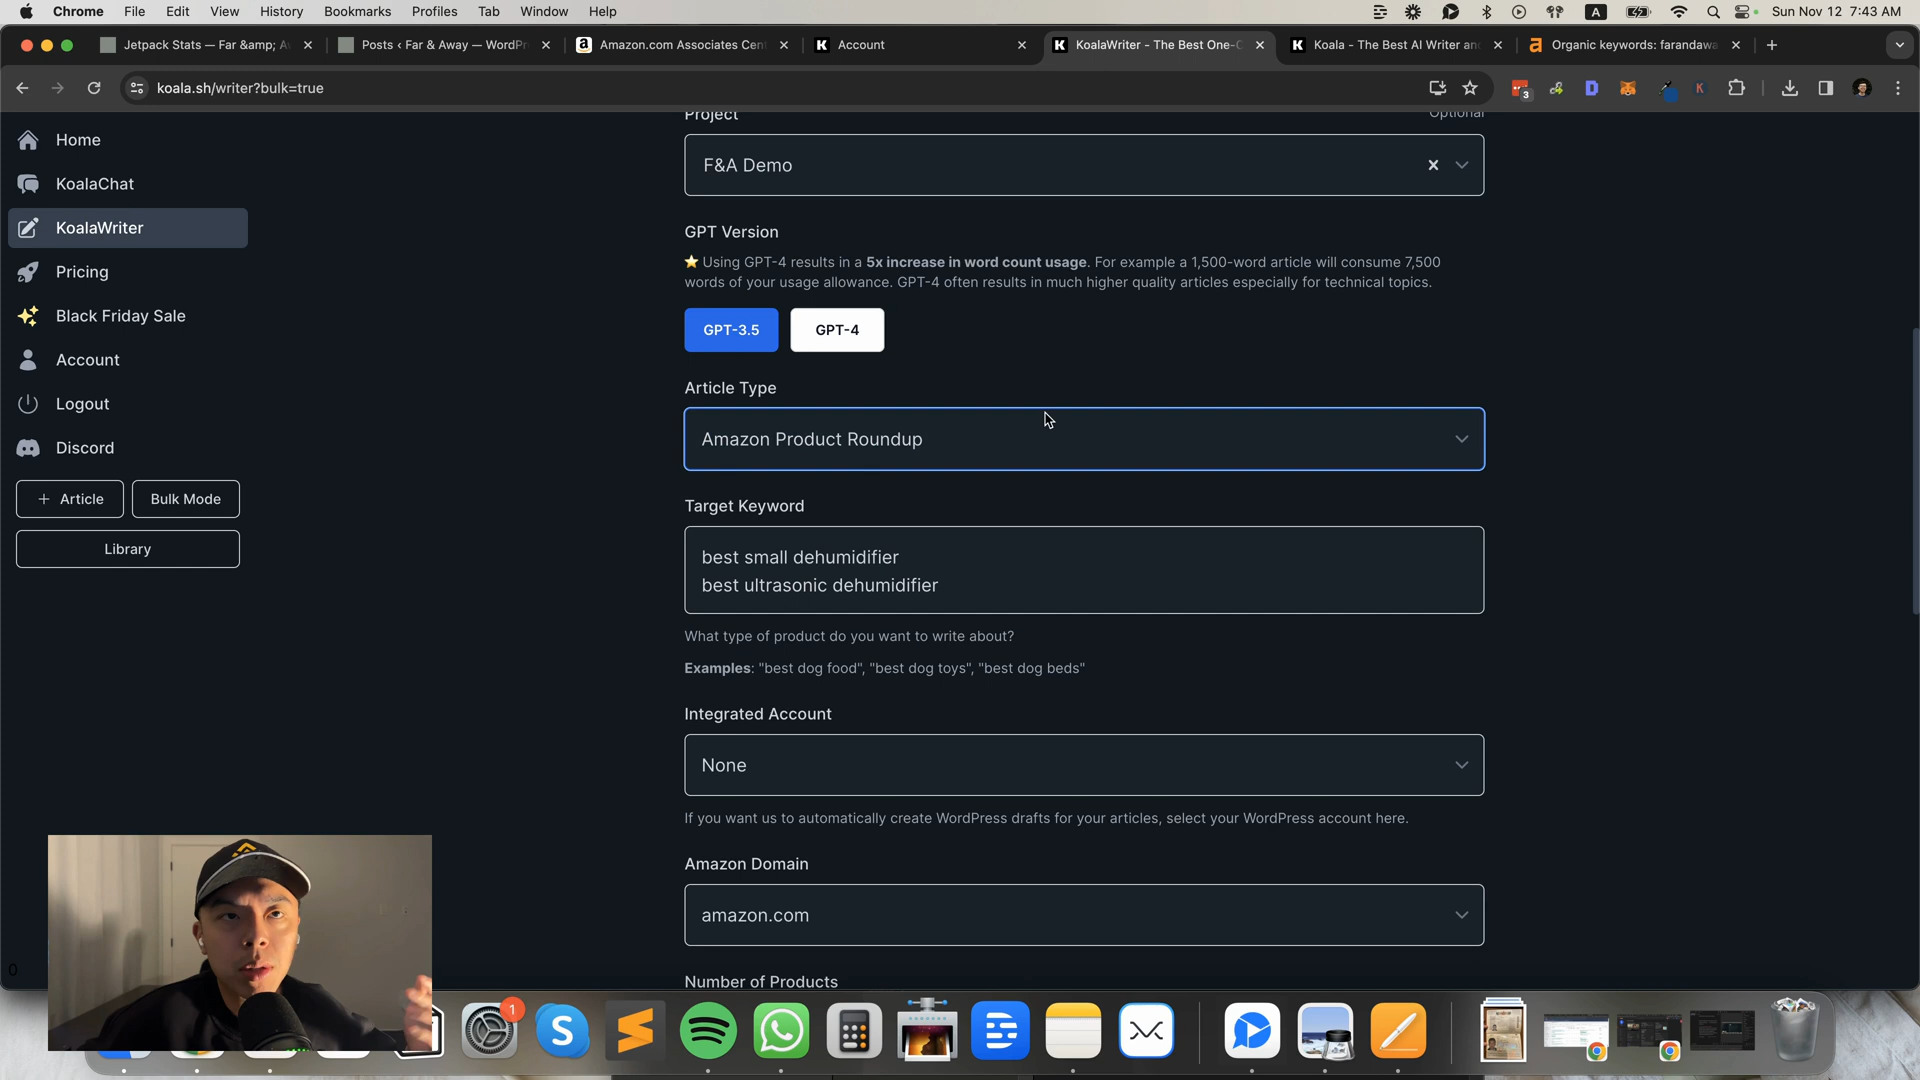 Chrome File Edit View History Bookmarks Profiles Tab Window Help
A
Sun Nov 12 7:43 AM
Jetpack Stats — Far &amp; A
Posts ‹ Far & Away — WordPr
Amazon.com Associates Cent
Account
KoalaWriter - The Best One-C
Koala - The Best AI Writer an
Organic keywords: farandawa
koala.sh/writer?bulk=true
3
Home
KoalaChat
KoalaWriter
Pricing
Black Friday Sale
Account
Logout
Discord
+ Article
Bulk Mode
Library
Project
Optional
F&A Demo
GPT Version
⭐ Using GPT-4 results in a 5x increase in word count usage. For example a 1,500-word article will consume 7,500
words of your usage allowance. GPT-4 often results in much higher quality articles especially for technical topics.
GPT-3.5
GPT-4
Article Type
Amazon Product Roundup
Target Keyword
best small dehumidifier
best ultrasonic dehumidifier
What type of product do you want to write about?
Examples: "best dog food", "best dog toys", "best dog beds"
Integrated Account
None
If you want us to automatically create WordPress drafts for your articles, select your WordPress account here.
Amazon Domain
amazon.com
Number of Products
0
1